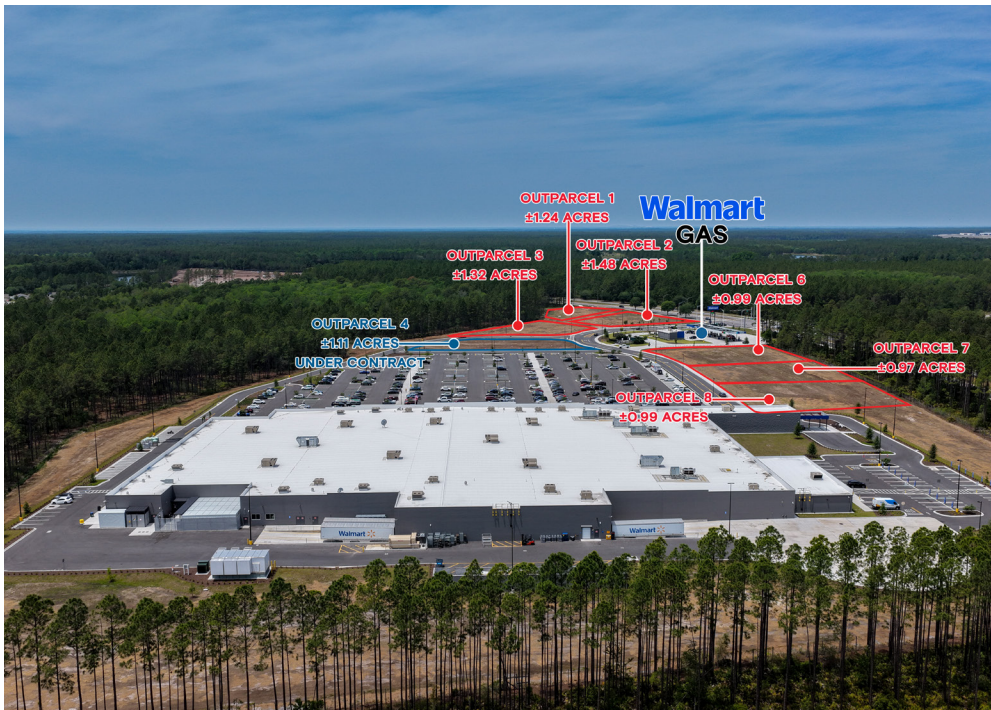 OUTPARCEL 1
±1.24 ACRES
Walmart
GAS
OUTPARCEL 2
±1.48 ACRES
OUTPARCEL 3
±1.32 ACRES
OUTPARCEL 6
±0.99 ACRES
OUTPARCEL 4
±1.11 ACRES
UNDER CONTRACT
OUTPARCEL 7
±0.97 ACRES
OUTPARCEL 8
±0.99 ACRES
Walmart
Walmart